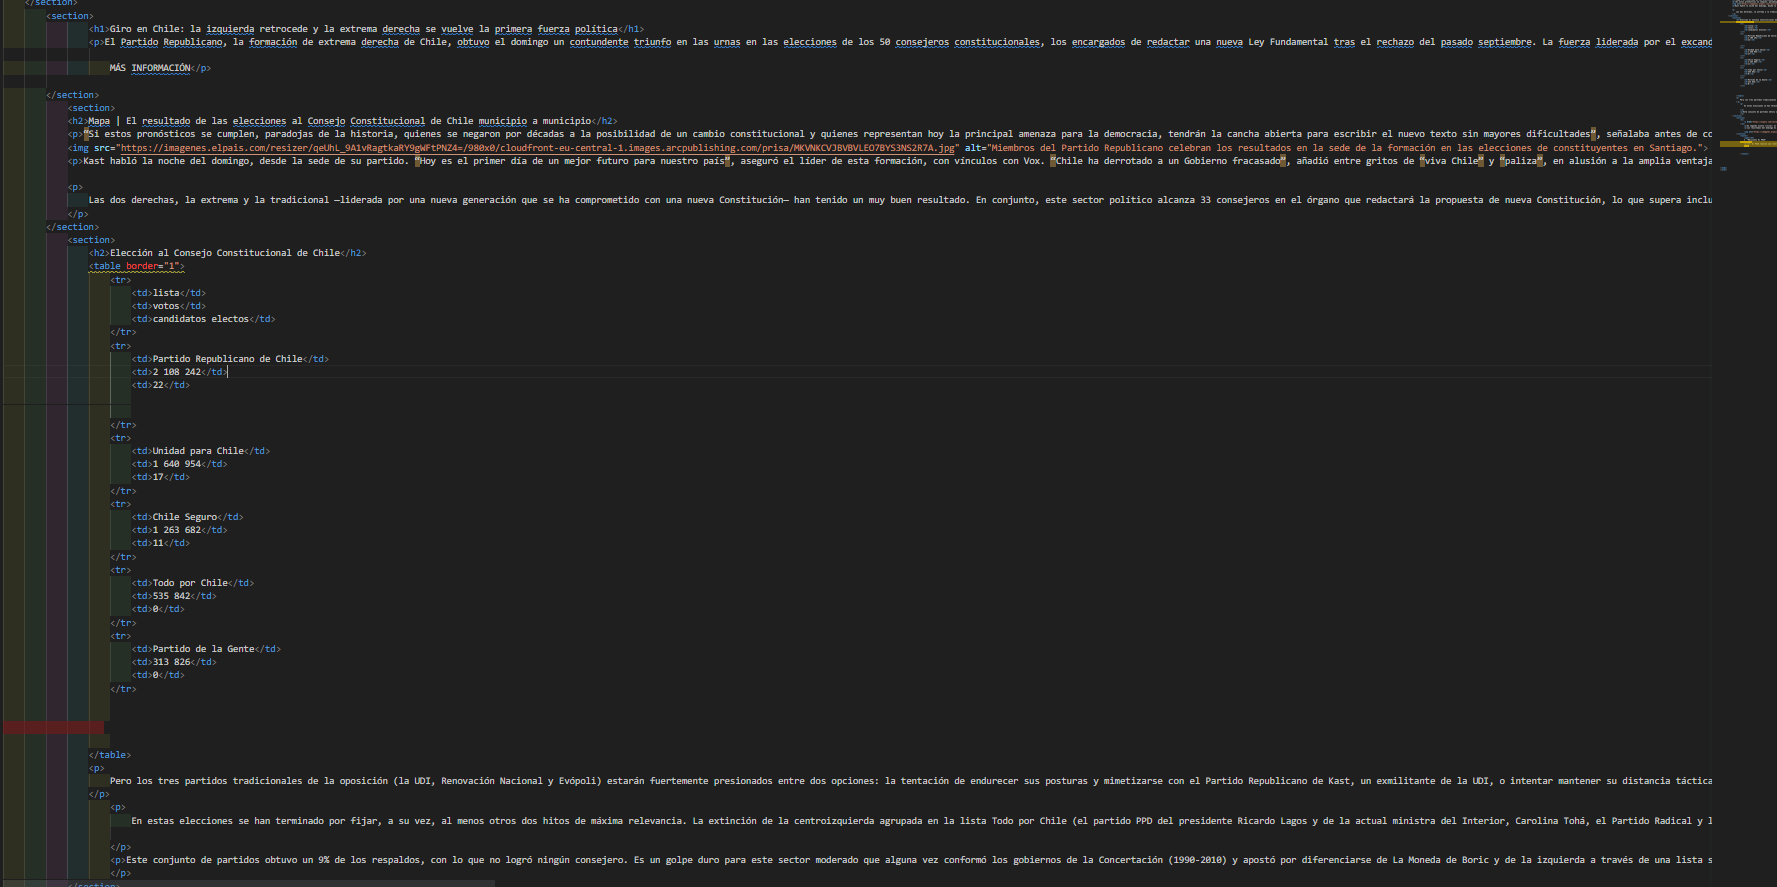 </section>
<section>
<h1>Giro en Chile: la izquierda retrocede y la extrema derecha se vuelve la primera fuerza política</h1>
<p>El Partido Republicano, la formación de extrema derecha de Chile, obtuvo el domingo un contundente triunfo en las urnas en las elecciones de los 50 consejeros constitucionales, los encargados de redactar una nueva Ley Fundamental tras el rechazo del pasado septiembre. La fuerza liderada por el excand
MÁS INFORMACIÓN</p>
</section>
<section>
<h2>Mapa | El resultado de las elecciones al Consejo Constitucional de Chile municipio a municipio</h2>
<p>“Si estos pronósticos se cumplen, paradojas de la historia, quienes se negaron por décadas a la posibilidad de un cambio constitucional y quienes representan hoy la principal amenaza para la democracia, tendrán la cancha abierta para escribir el nuevo texto sin mayores dificultades”, señalaba antes de co
<img src="https://imagenes.elpais.com/resizer/qeUhL_9A1vRagtkaRY9gWFtPNZ4=/980x0/cloudfront-eu-central-1.images.arcpublishing.com/prisa/MKVNKCVJBVBVLEO7BYS3NS2R7A.jpg" alt="Miembros del Partido Republicano celebran los resultados en la sede de la formación en las elecciones de constituyentes en Santiago.">
<p>Kast habló la noche del domingo, desde la sede de su partido. “Hoy es el primer día de un mejor futuro para nuestro país”, aseguró el líder de esta formación, con vínculos con Vox. “Chile ha derrotado a un Gobierno fracasado”, añadió entre gritos de “viva Chile” y “paliza”, en alusión a la amplia ventaja
<p>
Las dos derechas, la extrema y la tradicional —liderada por una nueva generación que se ha comprometido con una nueva Constitución— han tenido un muy buen resultado. En conjunto, este sector político alcanza 33 consejeros en el órgano que redactará la propuesta de nueva Constitución, lo que supera inclu
</p>
</section>
<section>
<h2>Elección al Consejo Constitucional de Chile</h2>
<table border="1">
<tr>
<td>lista</td>
<td>votos</td>
<td>candidatos electos</td>
</tr>
<tr>
<td>Partido Republicano de Chile</td>
<td>2 108 242</td>
<td>22</td>
</tr>
<tr>
<td>Unidad para Chile</td>
<td>1 640 954</td>
<td>17</td>
</tr>
<tr>
<td>Chile Seguro</td>
<td>1 263 682</td>
<td>11</td>
</tr>
<tr>
<td>Todo por Chile</td>
<td>535 842</td>
<td>0</td>
</tr>
<tr>
<td>Partido de la Gente</td>
<td>313 826</td>
<td>0</td>
</tr>
</table>
<p>
Pero los tres partidos tradicionales de la oposición (la UDI, Renovación Nacional y Evópoli) estarán fuertemente presionados entre dos opciones: la tentación de endurecer sus posturas y mimetizarse con el Partido Republicano de Kast, un exmilitante de la UDI, o intentar mantener su distancia táctica
</p>
<p>
En estas elecciones se han terminado por fijar, a su vez, al menos otros dos hitos de máxima relevancia. La extinción de la centroizquierda agrupada en la lista Todo por Chile (el partido PPD del presidente Ricardo Lagos y de la actual ministra del Interior, Carolina Tohá, el Partido Radical y l
</p>
<p>Este conjunto de partidos obtuvo un 9% de los respaldos, con lo que no logró ningún consejero. Es un golpe duro para este sector moderado que alguna vez conformó los gobiernos de la Concertación (1990-2010) y apostó por diferenciarse de La Moneda de Boric y de la izquierda a través de una lista s
</p>
</section>